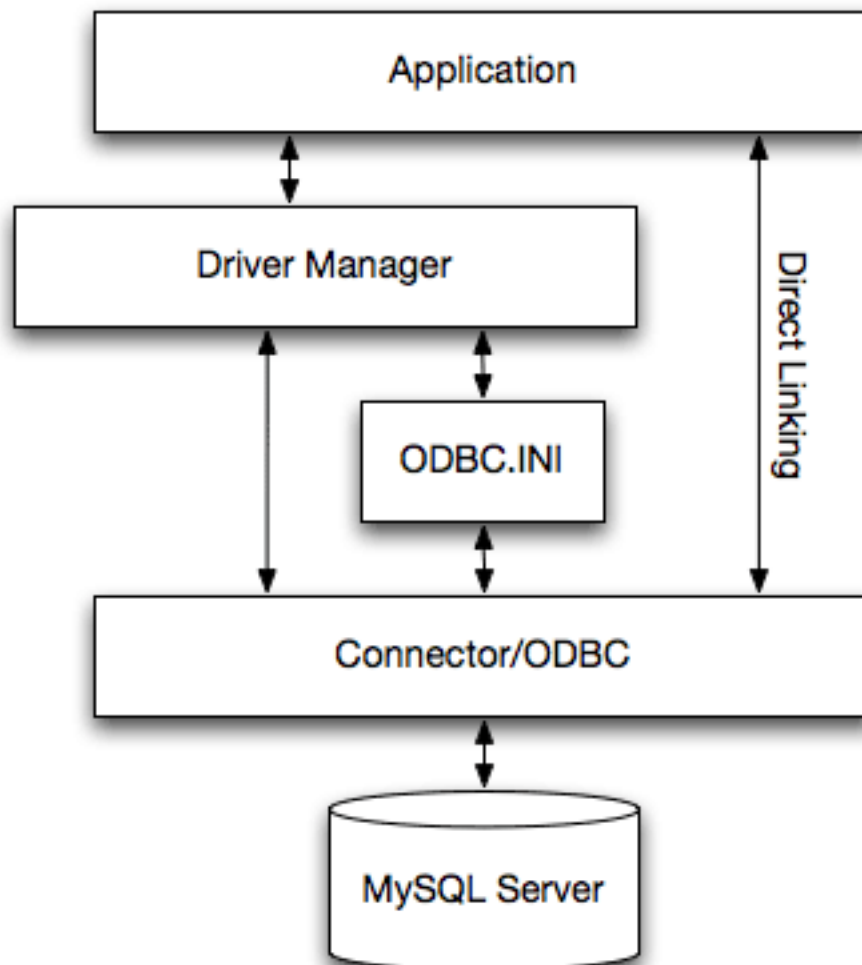 Application
Driver Manager
Direct Linking
ODBC.INI
Connector/ODBC
MySQL Server